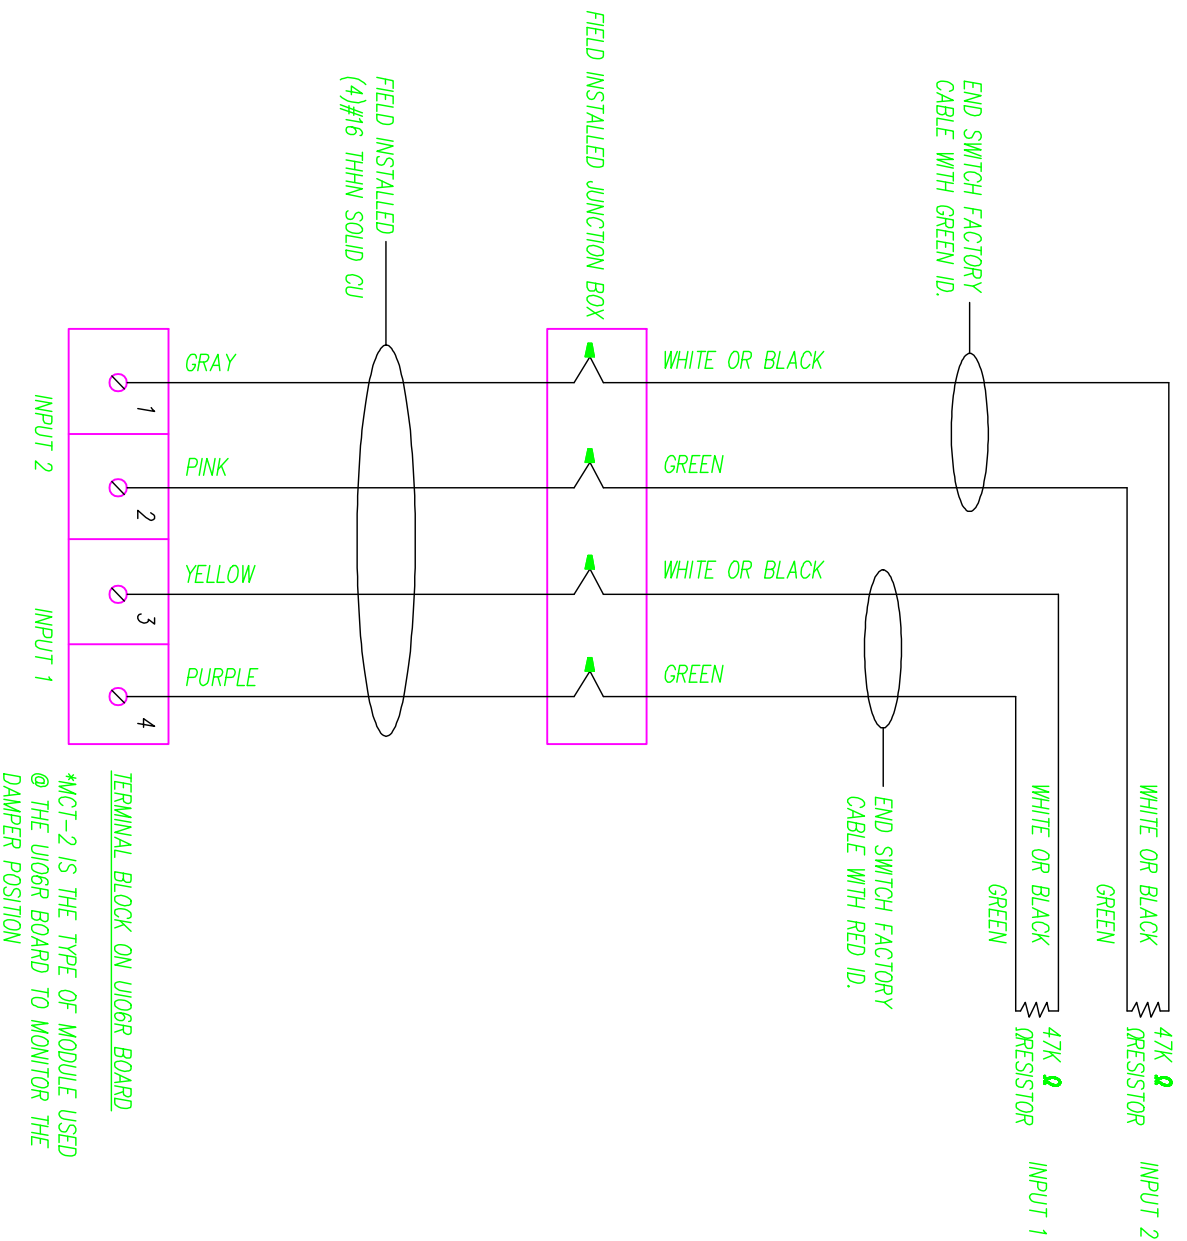 FIELD INSTALLED JUNCTION BOX
END SWITCH FACTORY
CABLE WITH GREEN ID.
FIELD INSTALLED
(4)#16 THHN SOLID CU
GRAY
WHITE OR BLACK
1
PINK
GREEN
2
INPUT 2
YELLOW
WHITE OR BLACK
3
PURPLE
GREEN
4
INPUT 1
END SWITCH FACTORY
CABLE WITH RED ID.
WHITE OR BLACK
GREEN
WHITE OR BLACK
GREEN
47K Ω
ΩRESISTOR
INPUT 2
47K Ω
ΩRESISTOR
INPUT 1
TERMINAL BLOCK ON UIO6R BOARD
*MCT-2 IS THE TYPE OF MODULE USED
@ THE UIO6R BOARD TO MONITOR THE
DAMPER POSITION